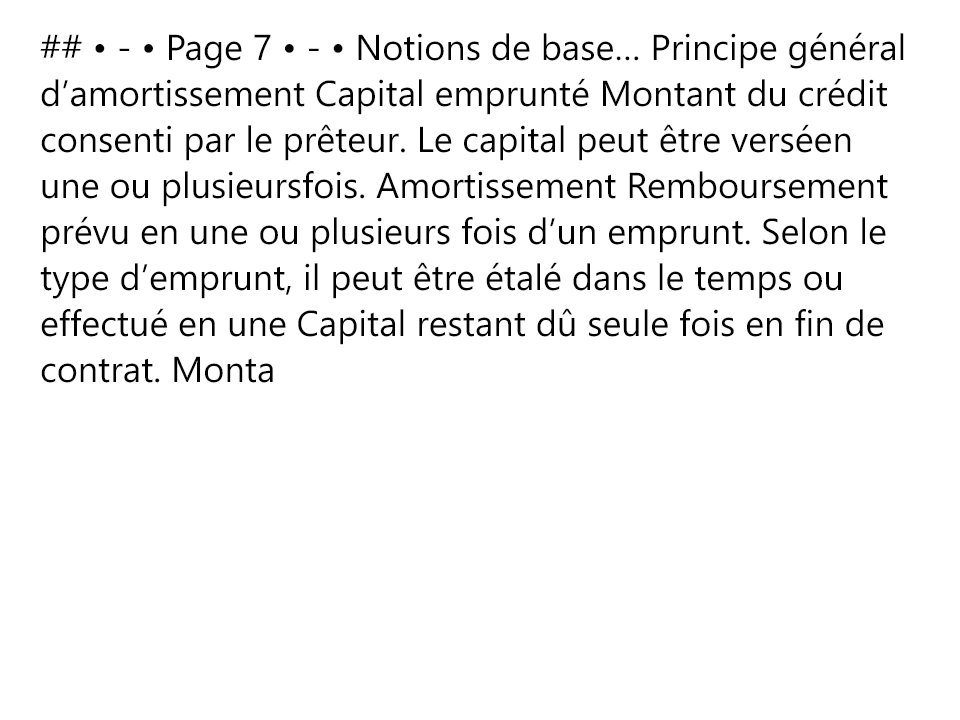 ## • - • Page 7 • - • Notions de base… Principe général
d’amortissement Capital emprunté Montant du crédit
consenti par le prêteur. Le capital peut être verséen
une ou plusieursfois. Amortissement Remboursement
prévu en une ou plusieurs fois d’un emprunt. Selon le
type d’emprunt, il peut être étalé dans le temps ou
effectué en une Capital restant dû seule fois en fin de
contrat. Monta